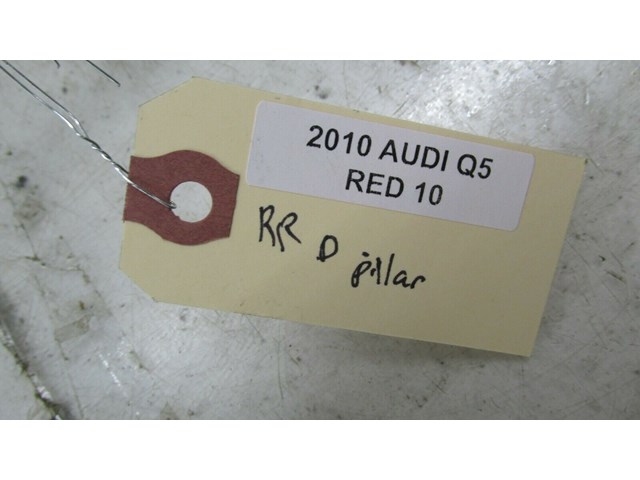 2010 AUDI Q5
RED 10
RR D pillar